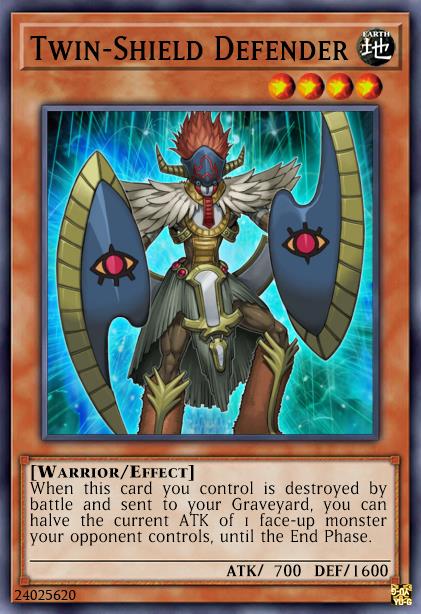 Twin-Shield Defender
EARTH
地
[Warrior/Effect]
When this card you control is destroyed by
battle and sent to your Graveyard, you can
halve the current ATK of 1 face-up monster
your opponent controls, until the End Phase.
ATK/ 700 DEF/1600
24025620